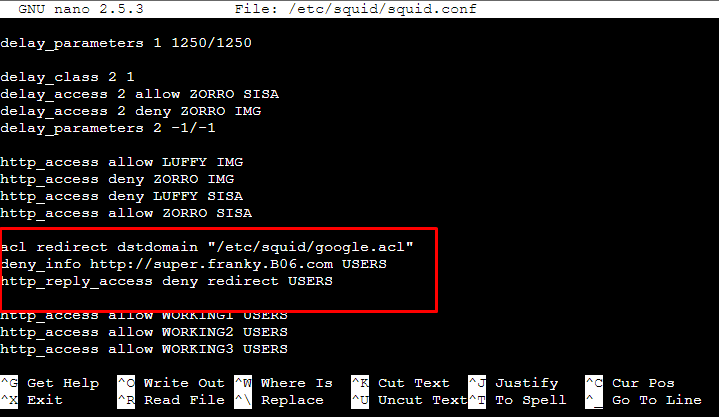 GNU nano 2.5.3 File: /etc/squid/squid.conf
delay_parameters 1 1250/1250
delay_class 2 1
delay_access 2 allow ZORRO SISA
delay_access 2 deny ZORRO IMG
delay_parameters 2 -1/-1
http_access allow LUFFY IMG
http_access deny ZORRO IMG
http_access deny LUFFY SISA
http_access allow ZORRO SISA
acl redirect dstdomain "/etc/squid/google.acl"
deny_info http://super.franky.B06.com USERS
http_reply_access deny redirect USERS
http_access allow WORKING1 USERS
http_access allow WORKING2 USERS
http_access allow WORKING3 USERS
^G Get Help ^O Write Out ^W Where Is ^K Cut Text ^J Justify ^C Cur Pos
^X Exit ^R Read File ^\ Replace ^U Uncut Text ^T To Spell ^_ Go To Line